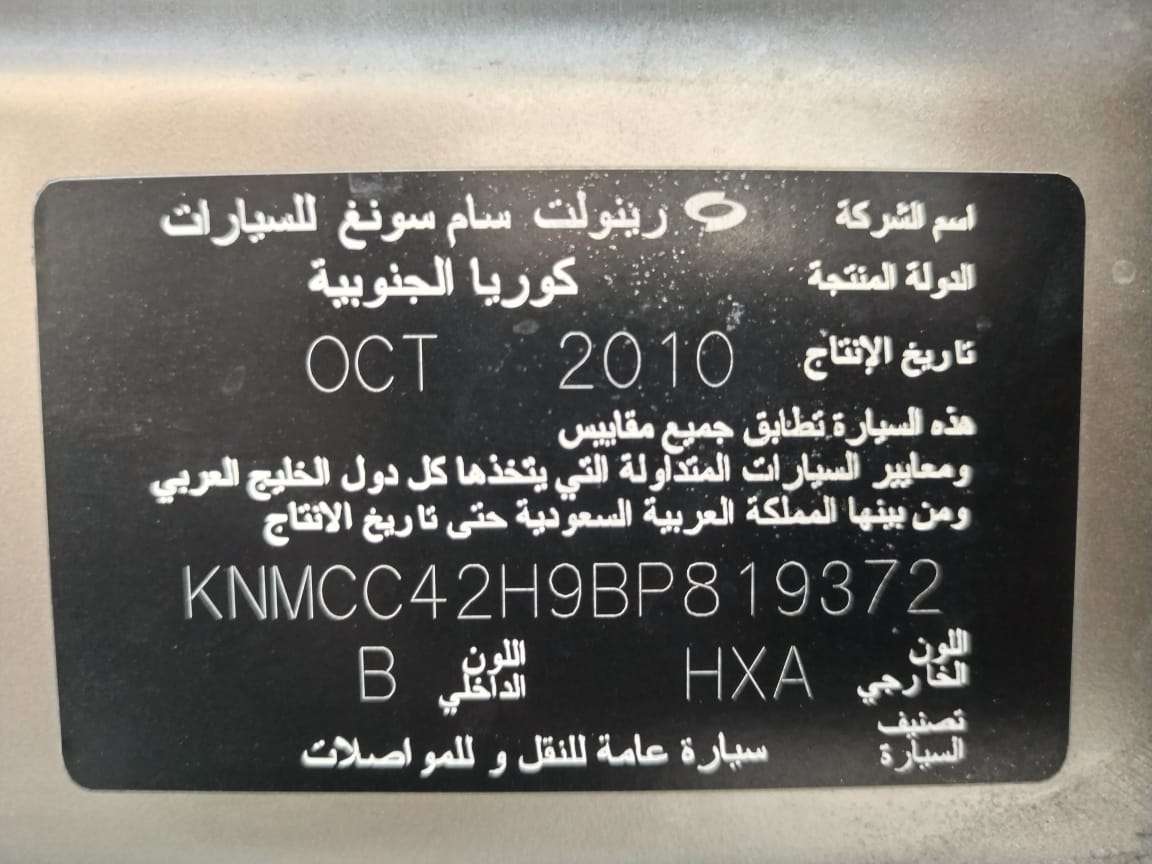 اسم الشركة رينولت سام سونغ للسيارات
الدولة المنتجة كوريا الجنوبية
تاريخ الإنتاج OCT 2010
هذه السيارة تطابق جميع مقاييس
ومعايير السيارات المتداولة التي يتخذها كل دول الخليج العربي
ومن بينها المملكة العربية السعودية حتى تاريخ الانتاج
KNMCC42H9BP819372
اللون الخارجي HXA اللون الداخلي B
تصنيف السيارة سيارة عامة للنقل و للمواصلات